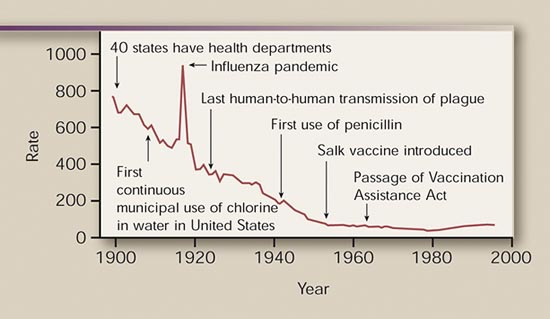 40 states have health departments
Influenza pandemic
Last human-to-human transmission of plague
First use of penicillin
Salk vaccine introduced
Passage of Vaccination
Assistance Act
First
continuous
municipal use of chlorine
in water in United States
Rate
1000
800
600
400
200
0
1900
1920
1940
1960
1980
2000
Year